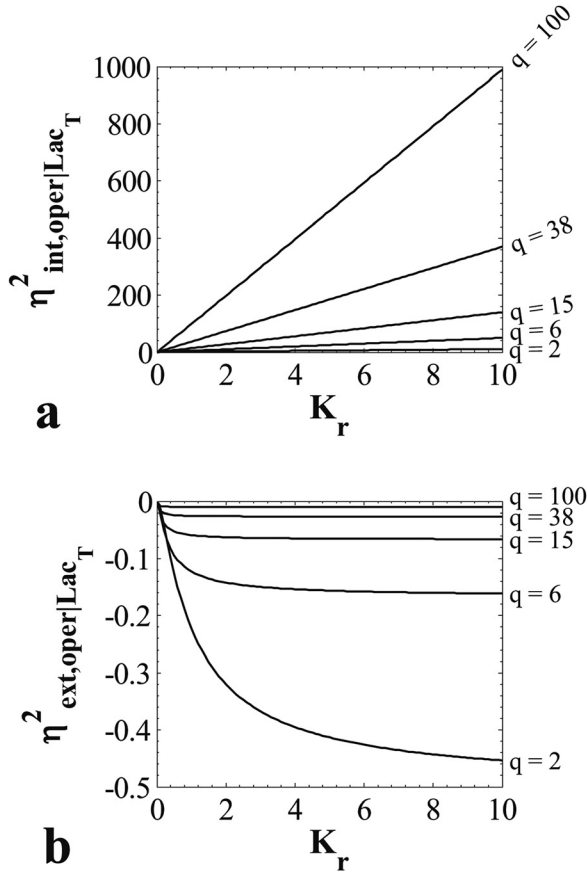 q = 100
1000
800
600
400
200
0
η²int,oper|LacT
q = 38
q = 15
q = 6
q = 2
0 2 4 6 8 10
Kr
a
0
-0.1
-0.2
-0.3
-0.4
-0.5
η²ext,oper|LacT
q = 100
q = 38
q = 15
q = 6
q = 2
0 2 4 6 8 10
Kr
b